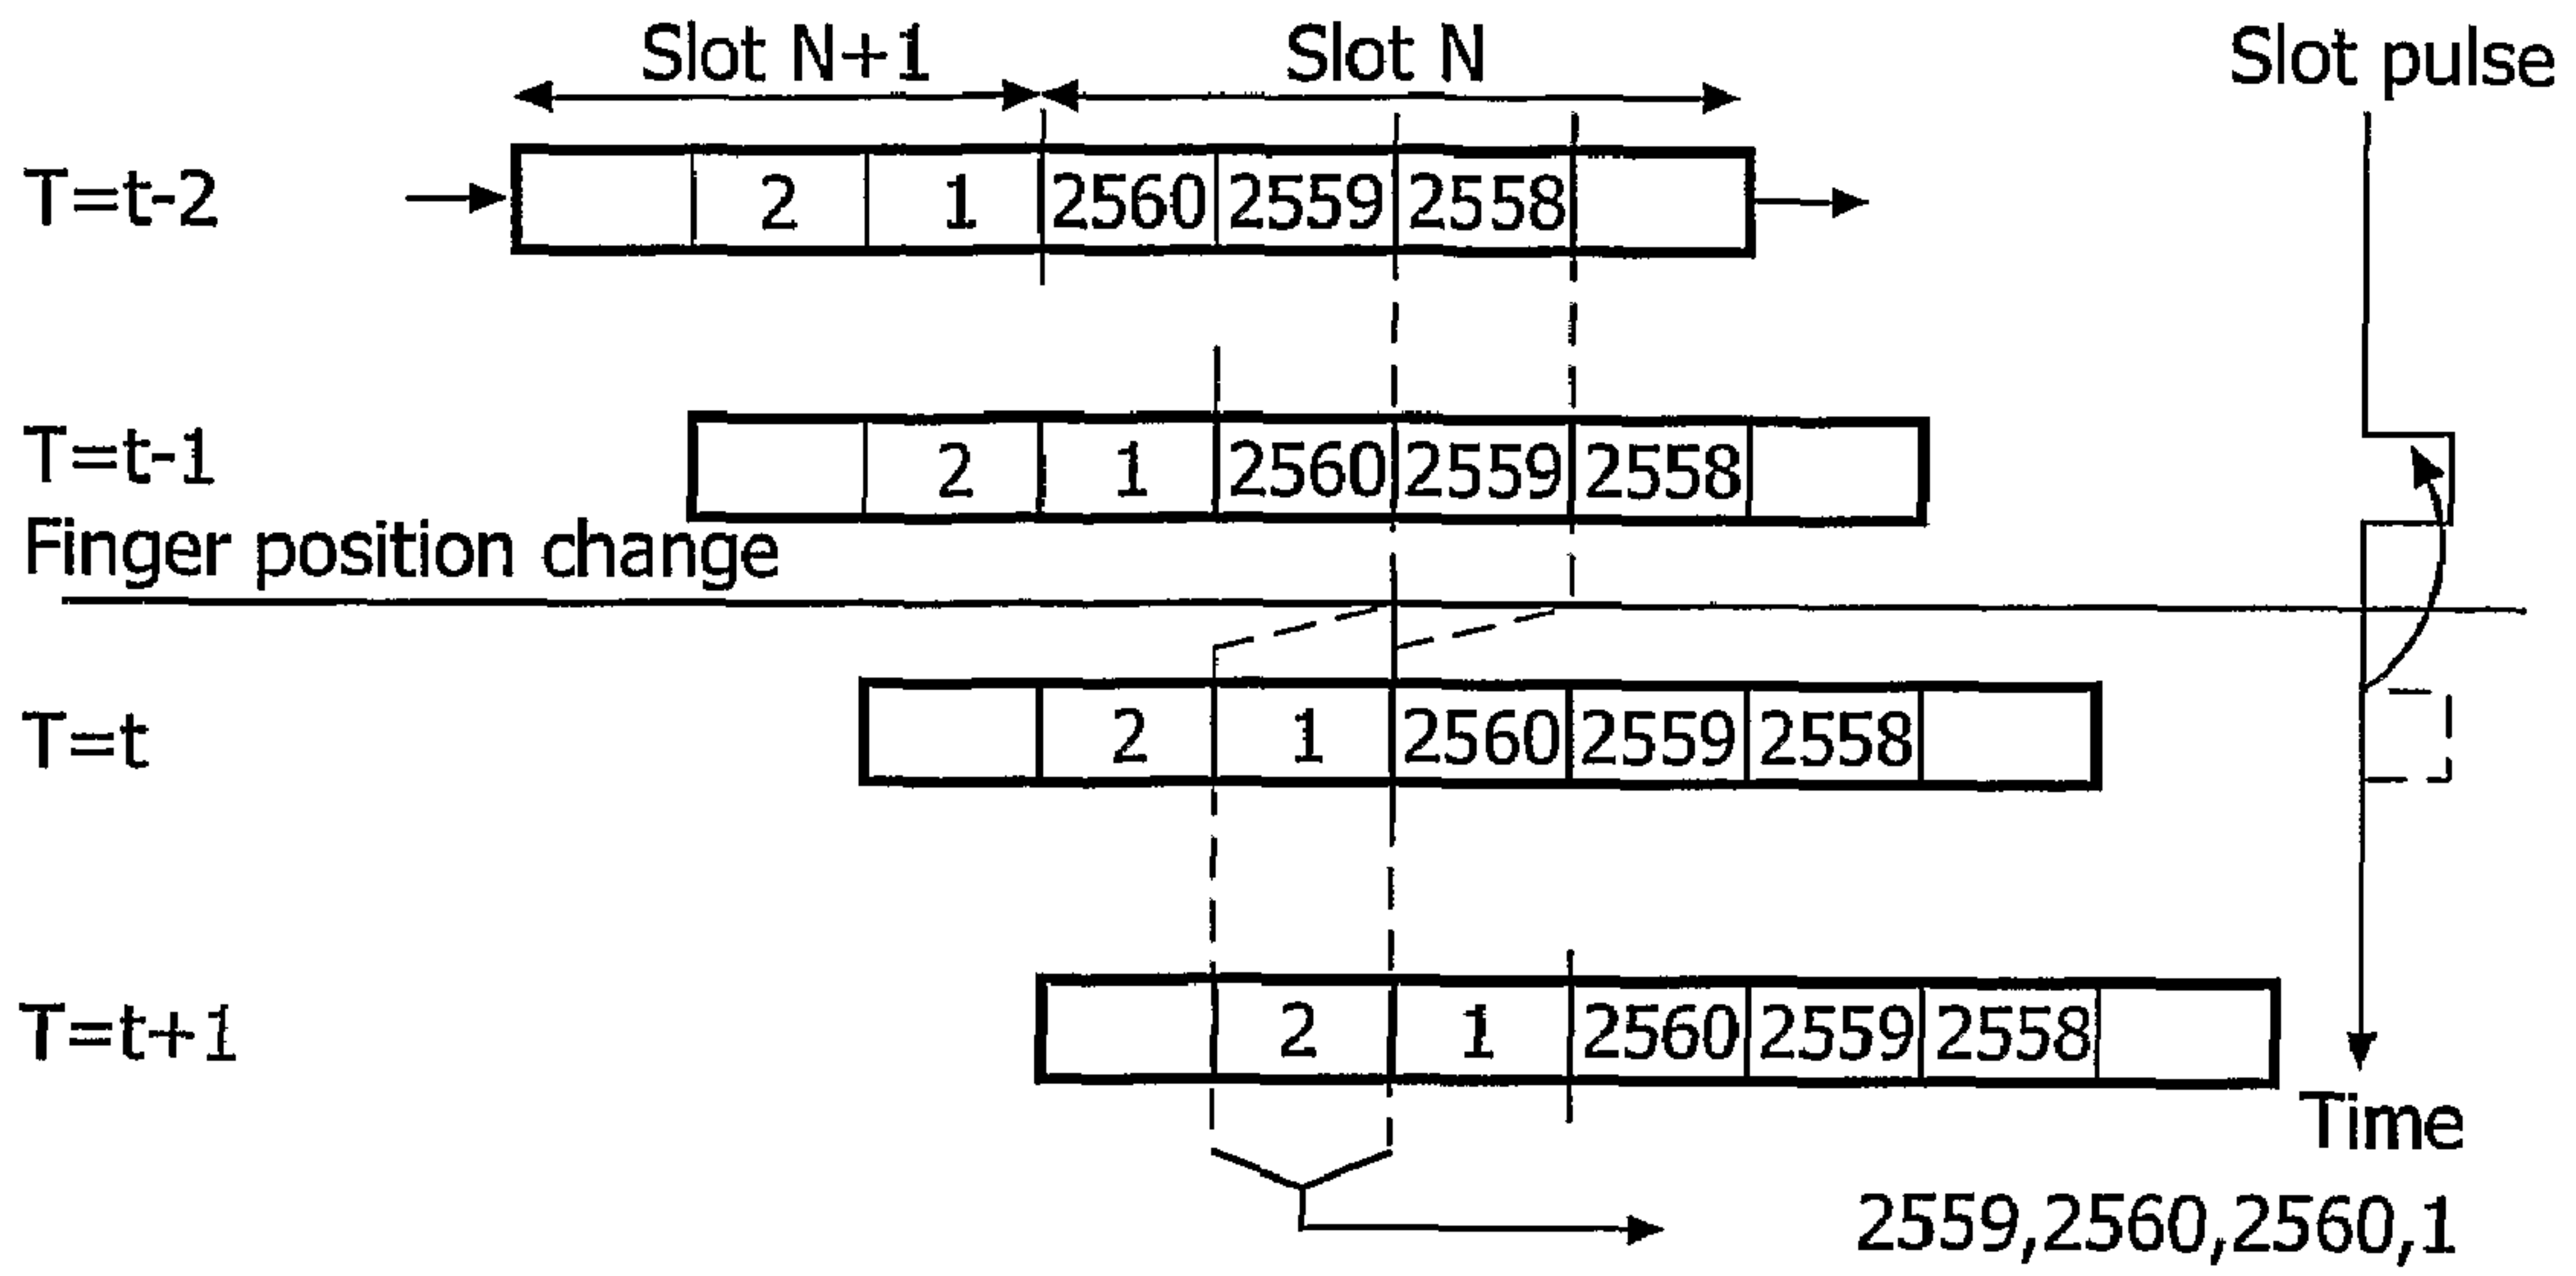 Slot N+1 Slot N Slot pulse
T=t-2 2 1 2560 2559 2558
T=t-1 2 1 2560 2559 2558
Finger position change
T=t 2 1 2560 2559 2558
T=t+1 2 1 2560 2559 2558
Time
2559,2560,2560,1